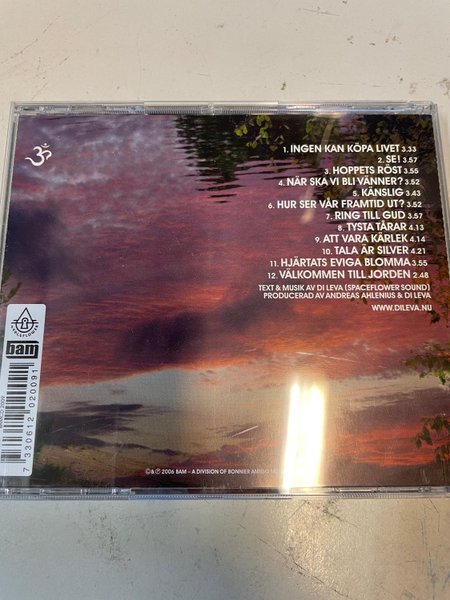 ॐ
1. INGEN KAN KÖPA LIVET 3.33
2. SE! 3.57
3. HOPPETS RÖST 3.55
4. NÄR SKA VI BLI VÄNNER? 3.52
5. KÄNSLIG 3.43
6. HUR SER VÅR FRAMTID UT? 3.52
7. RING TILL GUD 3.57
8. TYSTA TÅRAR 4.13
9. ATT VARA KÄRLEK 4.14
10. TALA ÄR SILVER 4.21
11. HJÄRTATS EVIGA BLOMMA 3.55
12. VÄLKOMMEN TILL JORDEN 2.48
TEXT & MUSIK AV DI LEVA (SPACEFLOWER SOUND)
PRODUCERAD AV ANDREAS AHLENIUS & DI LEVA
WWW.DILEVA.NU
SPACEFLOWER
bam
7 330612 020091
©& ℗ 2006 BAM – A DIVISION OF BONNIER AMIGO